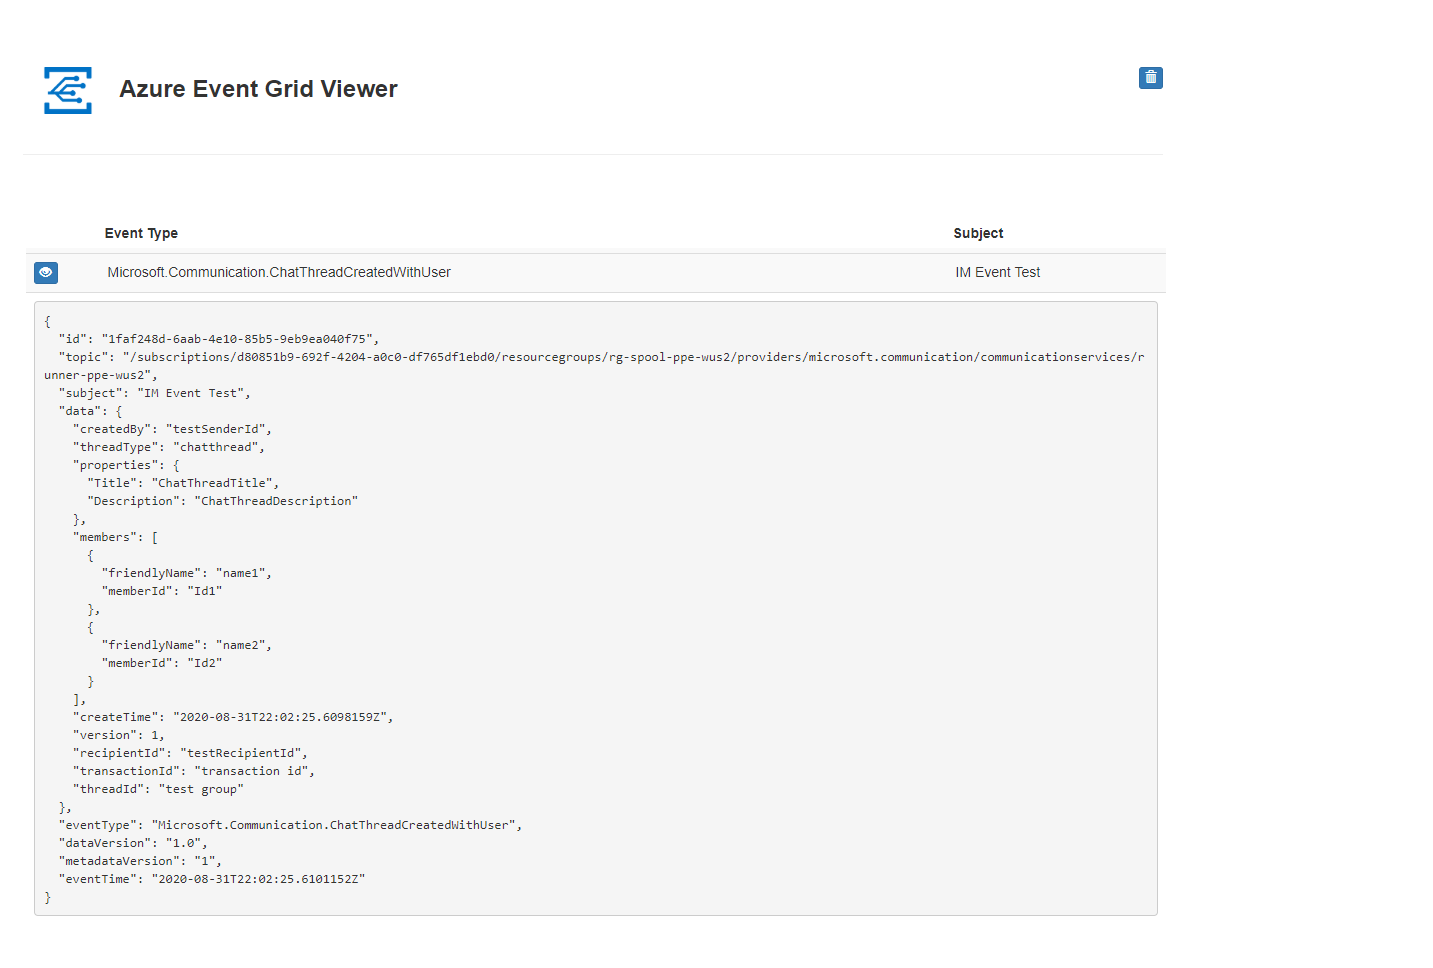 Azure Event Grid Viewer
Event Type Subject
Microsoft.Communication.ChatThreadCreatedWithUser IM Event Test
{
"id": "1faf248d-6aab-4e10-85b5-9eb9ea040f75",
"topic": "/subscriptions/d80851b9-692f-4204-a0c0-df765df1ebd0/resourcegroups/rg-spool-ppe-wus2/providers/microsoft.communication/communicationservices/r
unner-ppe-wus2",
"subject": "IM Event Test",
"data": {
"createdBy": "testSenderId",
"threadType": "chatthread",
"properties": {
"Title": "ChatThreadTitle",
"Description": "ChatThreadDescription"
},
"members": [
{
"friendlyName": "name1",
"memberId": "Id1"
},
{
"friendlyName": "name2",
"memberId": "Id2"
}
],
"createTime": "2020-08-31T22:02:25.6098159Z",
"version": 1,
"recipientId": "testRecipientId",
"transactionId": "transaction id",
"threadId": "test group"
},
"eventType": "Microsoft.Communication.ChatThreadCreatedWithUser",
"dataVersion": "1.0",
"metadataVersion": "1",
"eventTime": "2020-08-31T22:02:25.6101152Z"
}